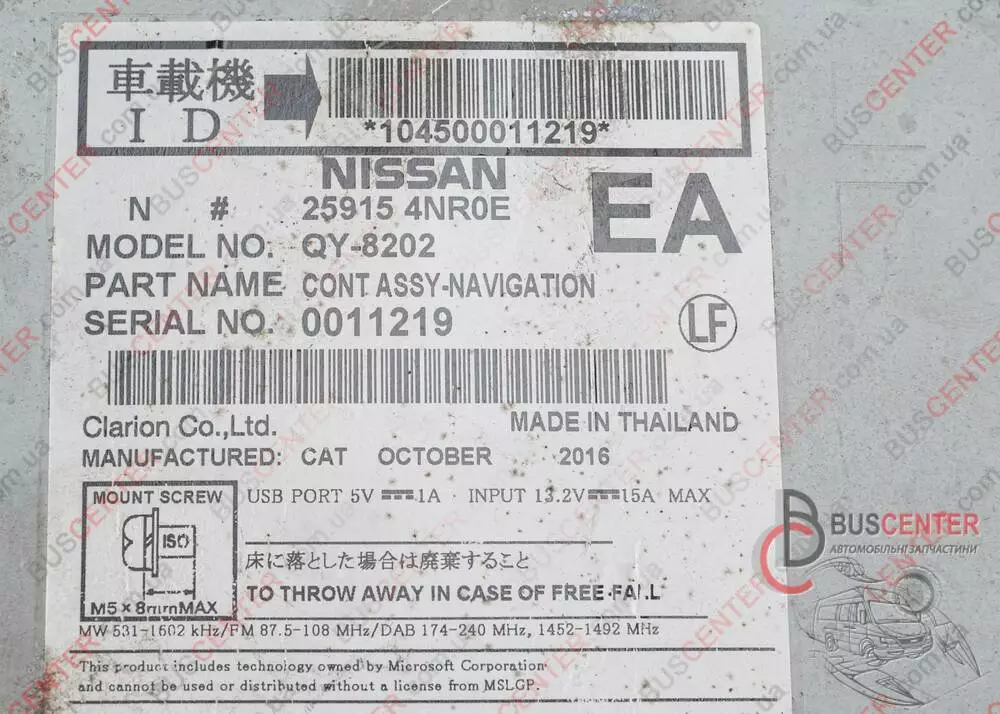 車載機
ID
*104500011219*
NISSAN
N # 25915 4NR0E
EA
MODEL NO. QY-8202
PART NAME CONT ASSY-NAVIGATION
SERIAL NO. 0011219
LF
Clarion Co.,Ltd. MADE IN THAILAND
MANUFACTURED: CAT OCTOBER 2016
MOUNT SCREW
ISO
M5×8mmMAX
USB PORT 5V⎓1A · INPUT 13.2V⎓15A MAX
床に落とした場合は廃棄すること
TO THROW AWAY IN CASE OF FREE-FALL
MW 531-1602 kHz/FM 87.5-108 MHz/DAB 174-240 MHz, 1452-1492 MHz
This product includes technology owned by Microsoft Corporation
and cannot be used or distributed without a license from MSLGP.
BUSCENTER
АВТОМОБІЛЬНІ ЗАПЧАСТИНИ